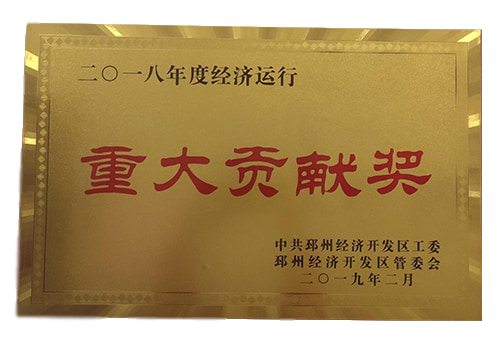 二〇一八年度经济运行
重大贡献奖
中共邳州经济开发区工委
邳州经济开发区管委会
二〇一九年二月